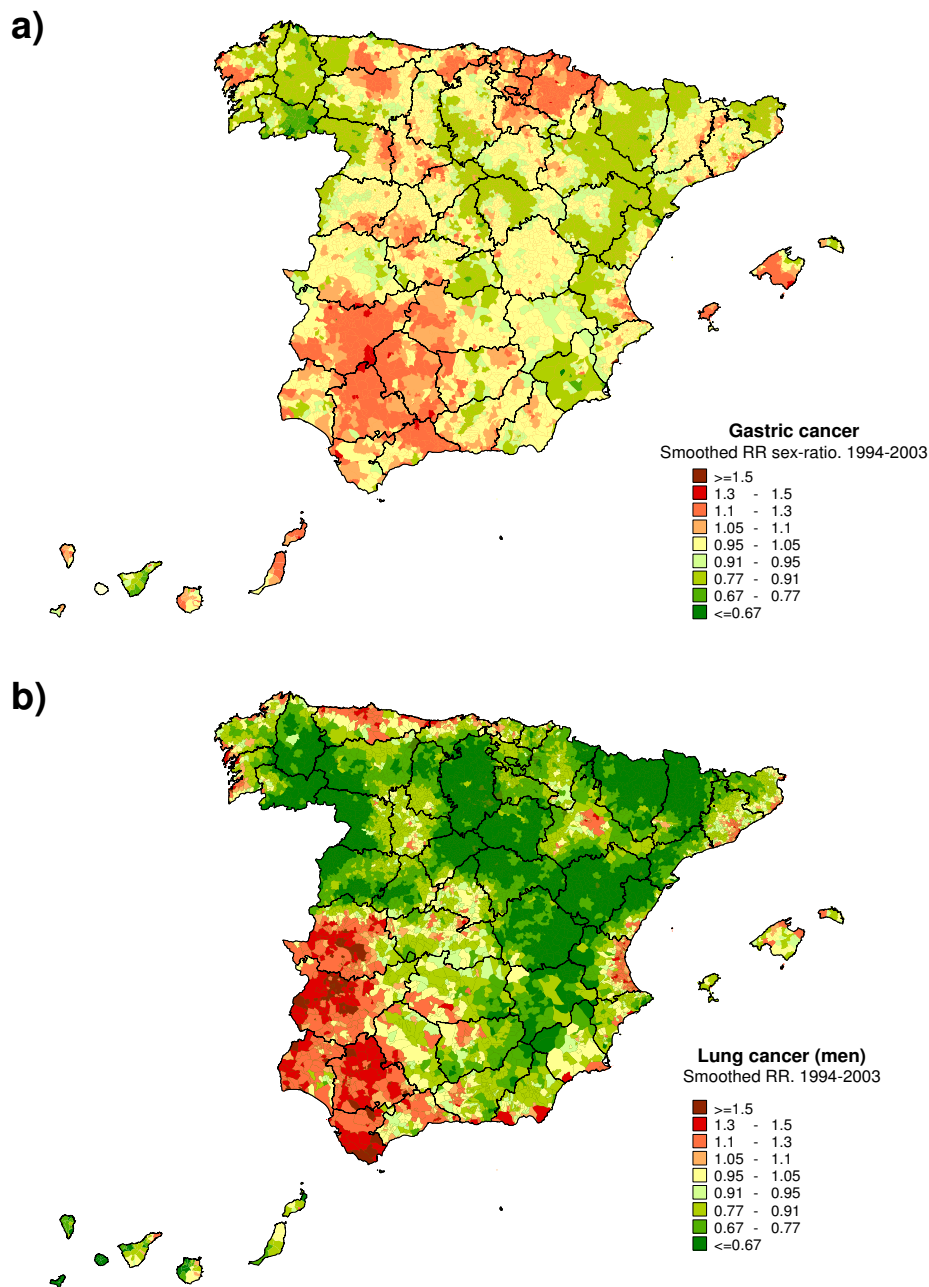 a)
Gastric cancer
Smoothed RR sex-ratio. 1994-2003
>=1.5
1.3 - 1.5
1.1 - 1.3
1.05 - 1.1
0.95 - 1.05
0.91 - 0.95
0.77 - 0.91
0.67 - 0.77
<=0.67
b)
Lung cancer (men)
Smoothed RR. 1994-2003
>=1.5
1.3 - 1.5
1.1 - 1.3
1.05 - 1.1
0.95 - 1.05
0.91 - 0.95
0.77 - 0.91
0.67 - 0.77
<=0.67